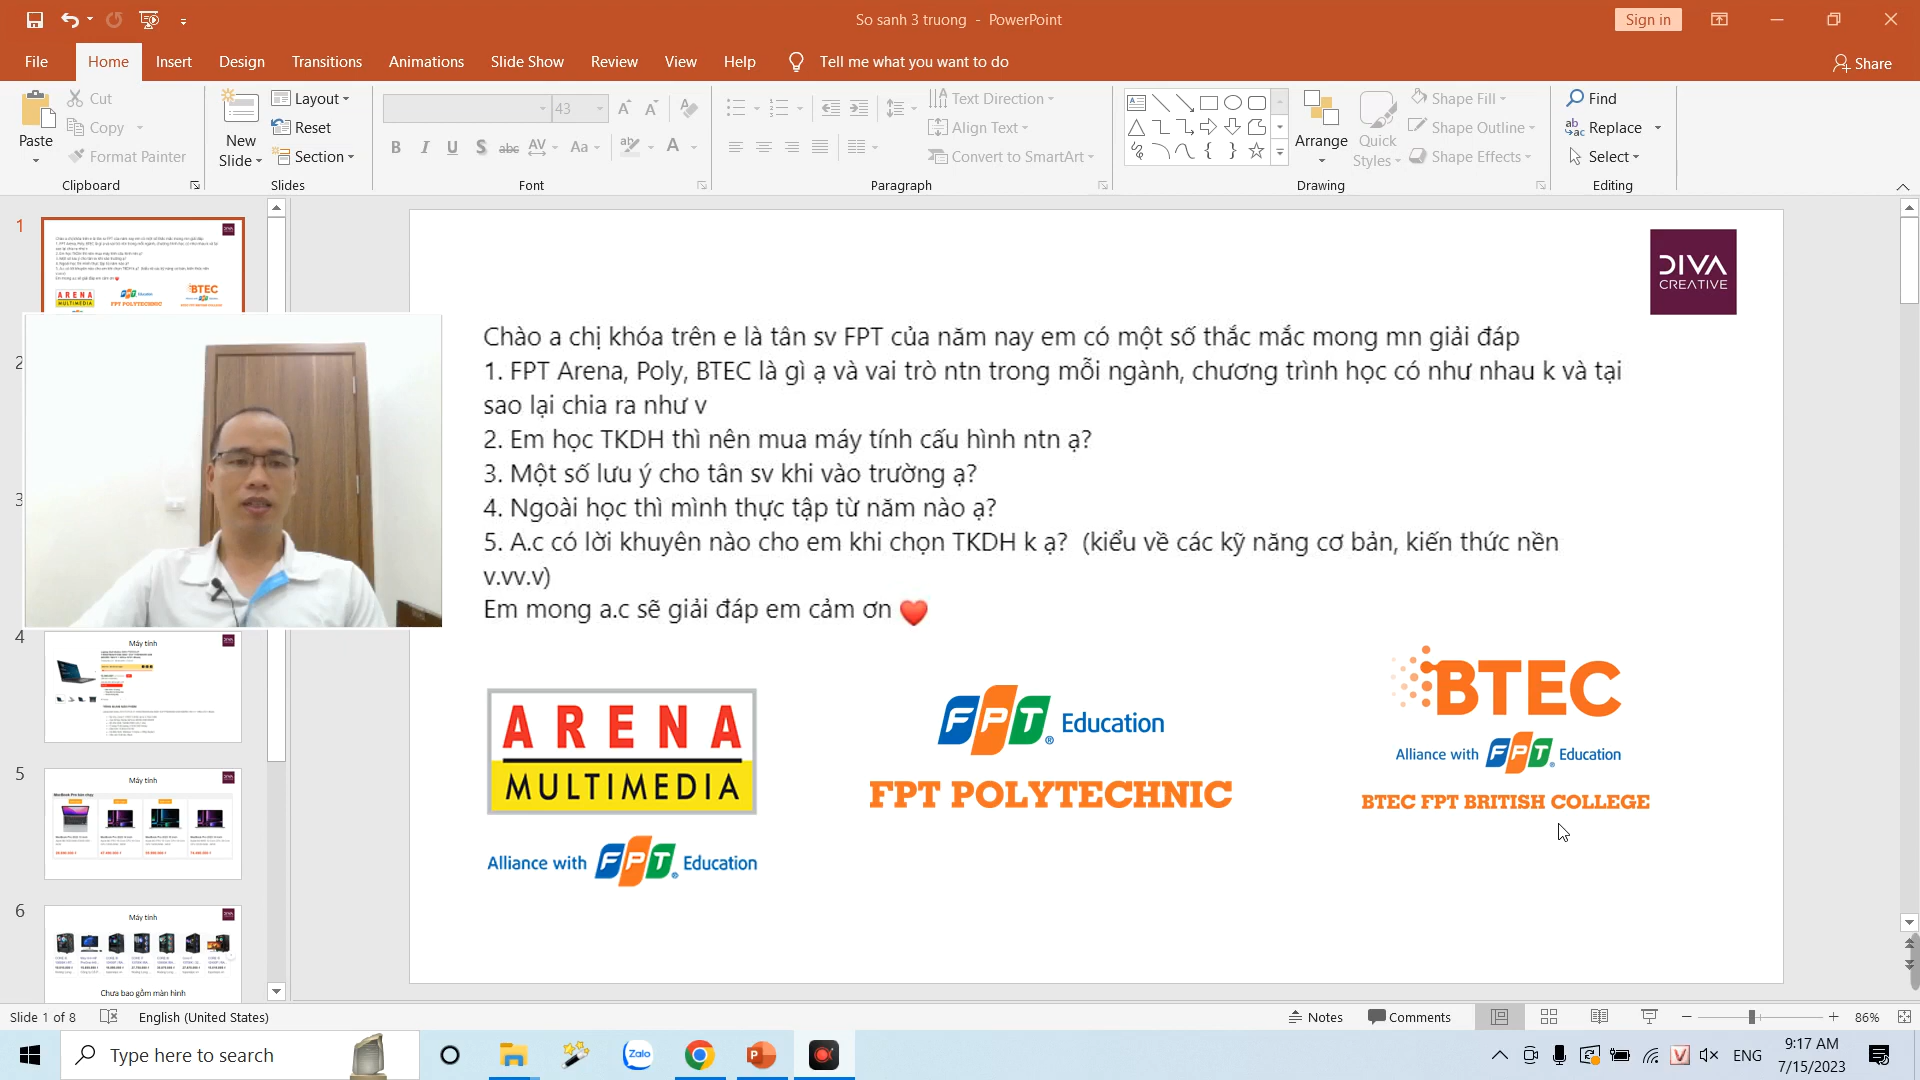 So sanh 3 truong - PowerPoint
Sign in
File
Home
Insert
Design
Transitions
Animations
Slide Show
Review
View
Help
Tell me what you want to do
Share
Paste
Cut
Copy
Format Painter
Clipboard
New
Slide
Layout
Reset
Section
Slides
43
Font
Text Direction
Align Text
Convert to SmartArt
Paragraph
Arrange
Quick
Styles
Shape Fill
Shape Outline
Shape Effects
Drawing
Find
Replace
Select
Editing
1
2
3
4
Máy tính
5
Máy tính
6
Máy tính
Chưa bao gồm màn hình
DIVA
CREATIVE
Chào a chị khóa trên e là tân sv FPT của năm nay em có một số thắc mắc mong mn giải đáp
1. FPT Arena, Poly, BTEC là gì ạ và vai trò ntn trong mỗi ngành, chương trình học có như nhau k và tại
sao lại chia ra như v
2. Em học TKDH thì nên mua máy tính cấu hình ntn ạ?
3. Một số lưu ý cho tân sv khi vào trường ạ?
4. Ngoài học thì mình thực tập từ năm nào ạ?
5. A.c có lời khuyên nào cho em khi chọn TKDH k ạ? (kiểu về các kỹ năng cơ bản, kiến thức nền
v.vv.v)
Em mong a.c sẽ giải đáp em cảm ơn ❤️
ARENA
MULTIMEDIA
Alliance with FPT Education
FPT Education
FPT POLYTECHNIC
BTEC
Alliance with FPT Education
BTEC FPT BRITISH COLLEGE
Slide 1 of 8
English (United States)
Notes
Comments
86%
Type here to search
Zalo
ENG
9:17 AM
7/15/2023